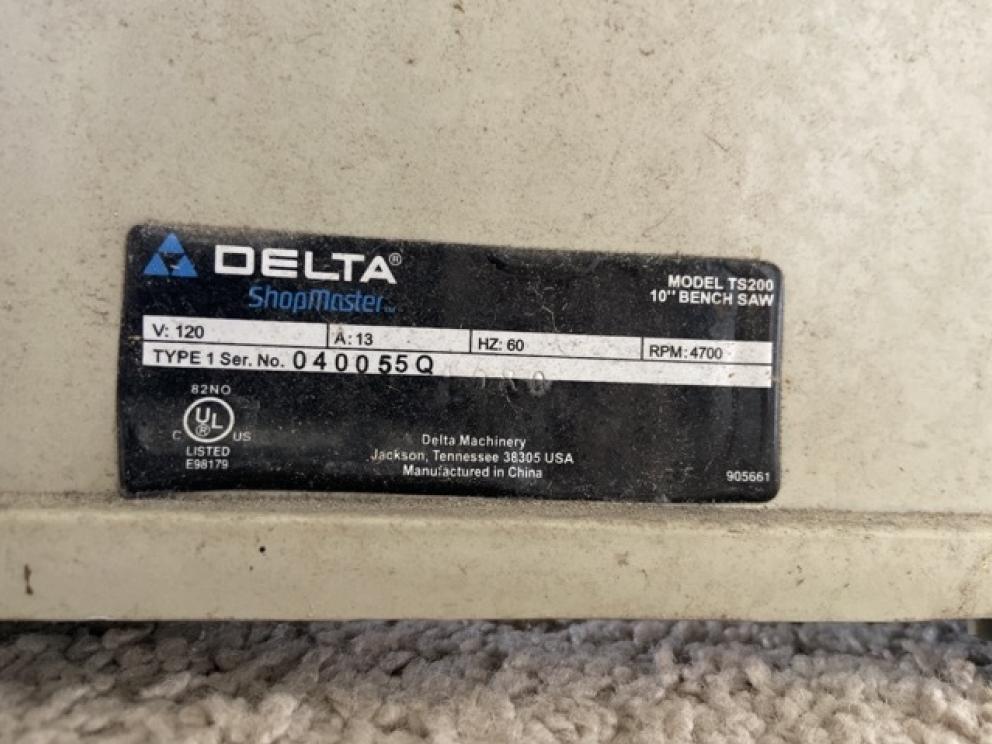 DELTA®
ShopMaster™
MODEL TS200
10" BENCH SAW
V: 120 A: 13 HZ: 60 RPM: 4700
TYPE 1 Ser. No. 040055Q
82NO
UL®
C US
LISTED
E98179
Delta Machinery
Jackson, Tennessee 38305 USA
Manufactured in China
905661